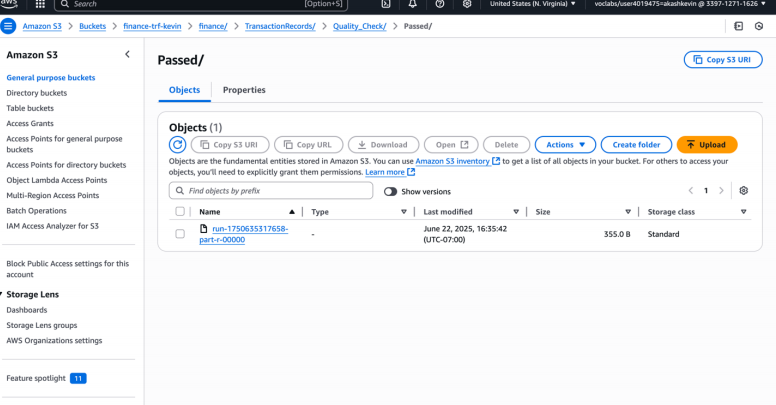 aws Search [Option+S] United States (N. Virginia) ▼ voclabs/user4019475=akashkevin @ 3397-1271-1626 ▼
Amazon S3 > Buckets > finance-trf-kevin > finance/ > TransactionRecords/ > Quality_Check/ > Passed/
Amazon S3
General purpose buckets
Directory buckets
Table buckets
Access Grants
Access Points for general purpose
buckets
Access Points for directory buckets
Object Lambda Access Points
Multi-Region Access Points
Batch Operations
IAM Access Analyzer for S3
Block Public Access settings for this
account
Storage Lens
Dashboards
Storage Lens groups
AWS Organizations settings
Feature spotlight 11
Passed/
Copy S3 URI
Objects Properties
Objects (1)
Copy S3 URI Copy URL Download Open Delete Actions ▼ Create folder Upload
Objects are the fundamental entities stored in Amazon S3. You can use Amazon S3 inventory to get a list of all objects in your bucket. For others to access your
objects, you'll need to explicitly grant them permissions. Learn more
Find objects by prefix Show versions < 1 >
Name ▲ Type ▼ Last modified ▼ Size ▼ Storage class ▼
run-1750635317658- - June 22, 2025, 16:35:42 355.0 B Standard
part-r-00000 (UTC-07:00)